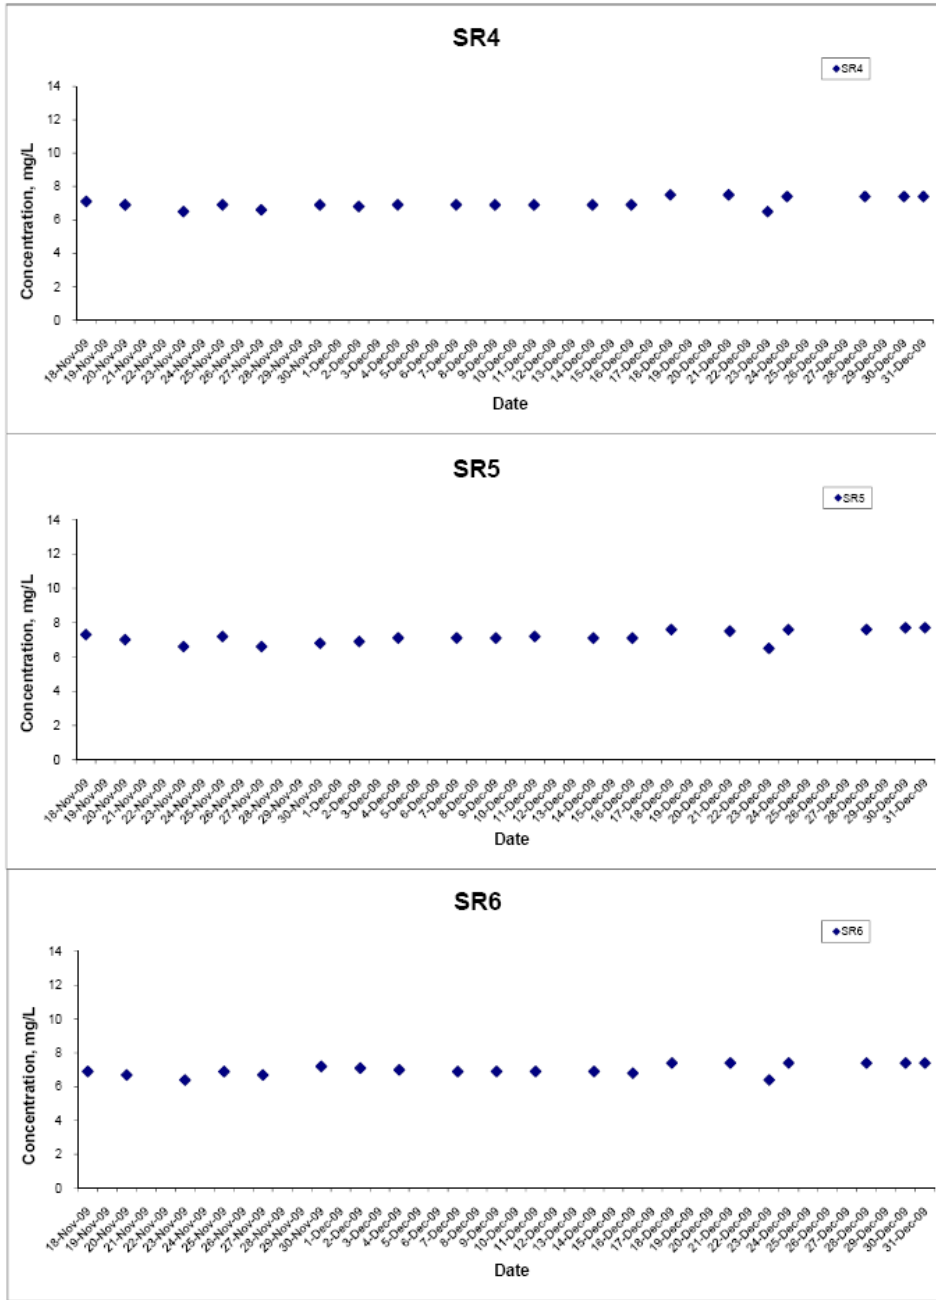 SR4
SR4
14
12
10
8
6
4
2
0
Concentration, mg/L
18-Nov-09
19-Nov-09
20-Nov-09
21-Nov-09
22-Nov-09
23-Nov-09
24-Nov-09
25-Nov-09
26-Nov-09
27-Nov-09
28-Nov-09
29-Nov-09
30-Nov-09
1-Dec-09
2-Dec-09
3-Dec-09
4-Dec-09
5-Dec-09
6-Dec-09
7-Dec-09
8-Dec-09
9-Dec-09
10-Dec-09
11-Dec-09
12-Dec-09
13-Dec-09
14-Dec-09
15-Dec-09
16-Dec-09
17-Dec-09
18-Dec-09
19-Dec-09
20-Dec-09
21-Dec-09
22-Dec-09
23-Dec-09
24-Dec-09
25-Dec-09
26-Dec-09
27-Dec-09
28-Dec-09
29-Dec-09
30-Dec-09
31-Dec-09
Date
SR5
SR5
14
12
10
8
6
4
2
0
Concentration, mg/L
18-Nov-09
19-Nov-09
20-Nov-09
21-Nov-09
22-Nov-09
23-Nov-09
24-Nov-09
25-Nov-09
26-Nov-09
27-Nov-09
28-Nov-09
29-Nov-09
30-Nov-09
1-Dec-09
2-Dec-09
3-Dec-09
4-Dec-09
5-Dec-09
6-Dec-09
7-Dec-09
8-Dec-09
9-Dec-09
10-Dec-09
11-Dec-09
12-Dec-09
13-Dec-09
14-Dec-09
15-Dec-09
16-Dec-09
17-Dec-09
18-Dec-09
19-Dec-09
20-Dec-09
21-Dec-09
22-Dec-09
23-Dec-09
24-Dec-09
25-Dec-09
26-Dec-09
27-Dec-09
28-Dec-09
29-Dec-09
30-Dec-09
31-Dec-09
Date
SR6
SR6
14
12
10
8
6
4
2
0
Concentration, mg/L
18-Nov-09
19-Nov-09
20-Nov-09
21-Nov-09
22-Nov-09
23-Nov-09
24-Nov-09
25-Nov-09
26-Nov-09
27-Nov-09
28-Nov-09
29-Nov-09
30-Nov-09
1-Dec-09
2-Dec-09
3-Dec-09
4-Dec-09
5-Dec-09
6-Dec-09
7-Dec-09
8-Dec-09
9-Dec-09
10-Dec-09
11-Dec-09
12-Dec-09
13-Dec-09
14-Dec-09
15-Dec-09
16-Dec-09
17-Dec-09
18-Dec-09
19-Dec-09
20-Dec-09
21-Dec-09
22-Dec-09
23-Dec-09
24-Dec-09
25-Dec-09
26-Dec-09
27-Dec-09
28-Dec-09
29-Dec-09
30-Dec-09
31-Dec-09
Date